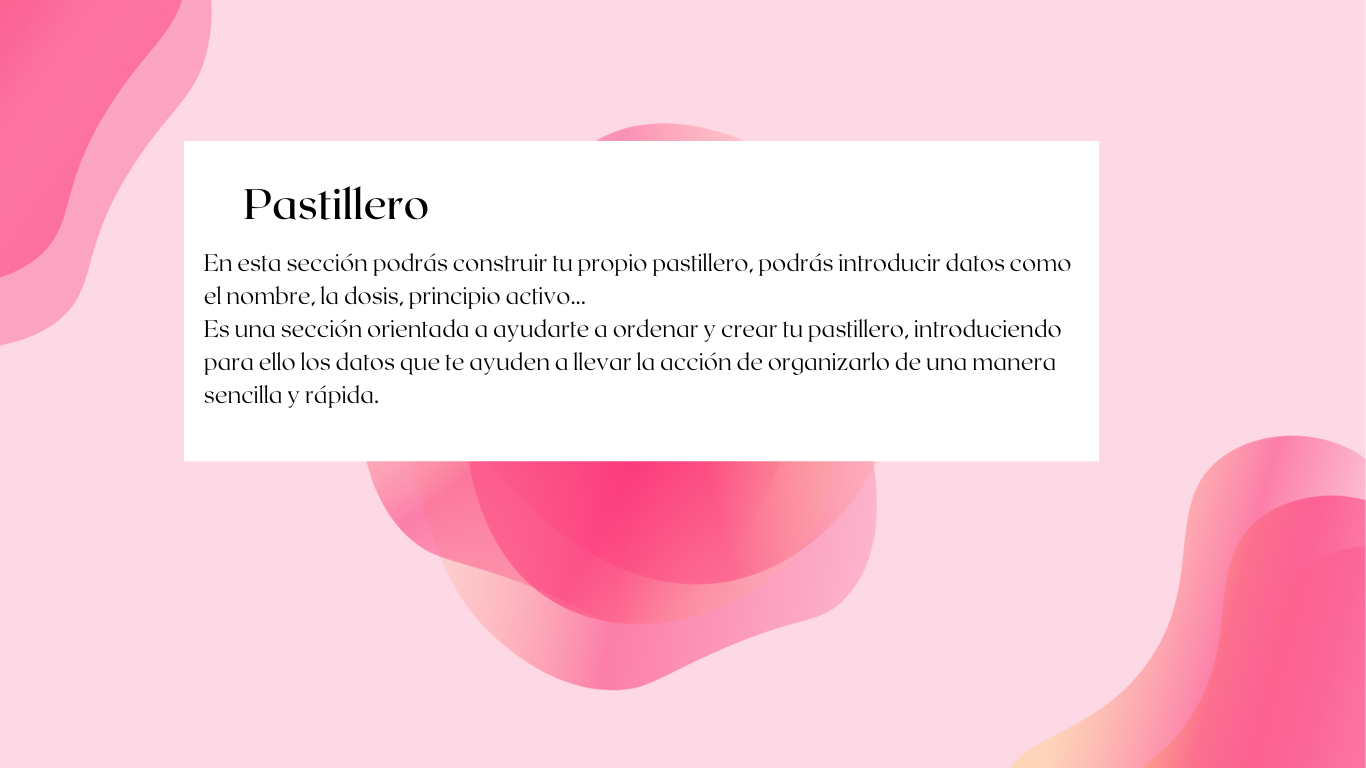 Pastillero
En esta sección podrás construir tu propio pastillero, podrás introducir datos como
el nombre, la dosis, principio activo...
Es una sección orientada a ayudarte a ordenar y crear tu pastillero, introduciendo
para ello los datos que te ayuden a llevar la acción de organizarlo de una manera
sencilla y rápida.